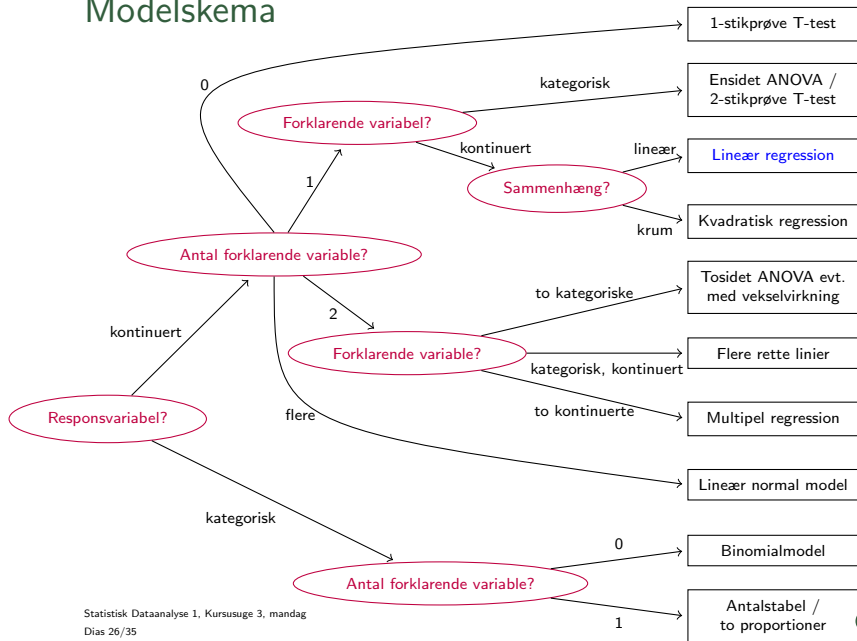 Modelskema
1-stikprøve T-test
0
kategorisk
Ensidet ANOVA /
2-stikprøve T-test
Forklarende variabel?
kontinuert
lineær
Lineær regression
1
Sammenhæng?
krum
Kvadratisk regression
Antal forklarende variable?
to kategoriske
Tosidet ANOVA evt.
med vekselvirkning
kontinuert
2
Forklarende variable?
kategorisk, kontinuert
Flere rette linier
to kontinuerte
Multipel regression
Responsvariabel?
flere
Lineær normal model
kategorisk
0
Binomialmodel
Antal forklarende variable?
1
Antalstabel /
to proportioner
Statistisk Dataanalyse 1, Kursusuge 3, mandag
Dias 26/35